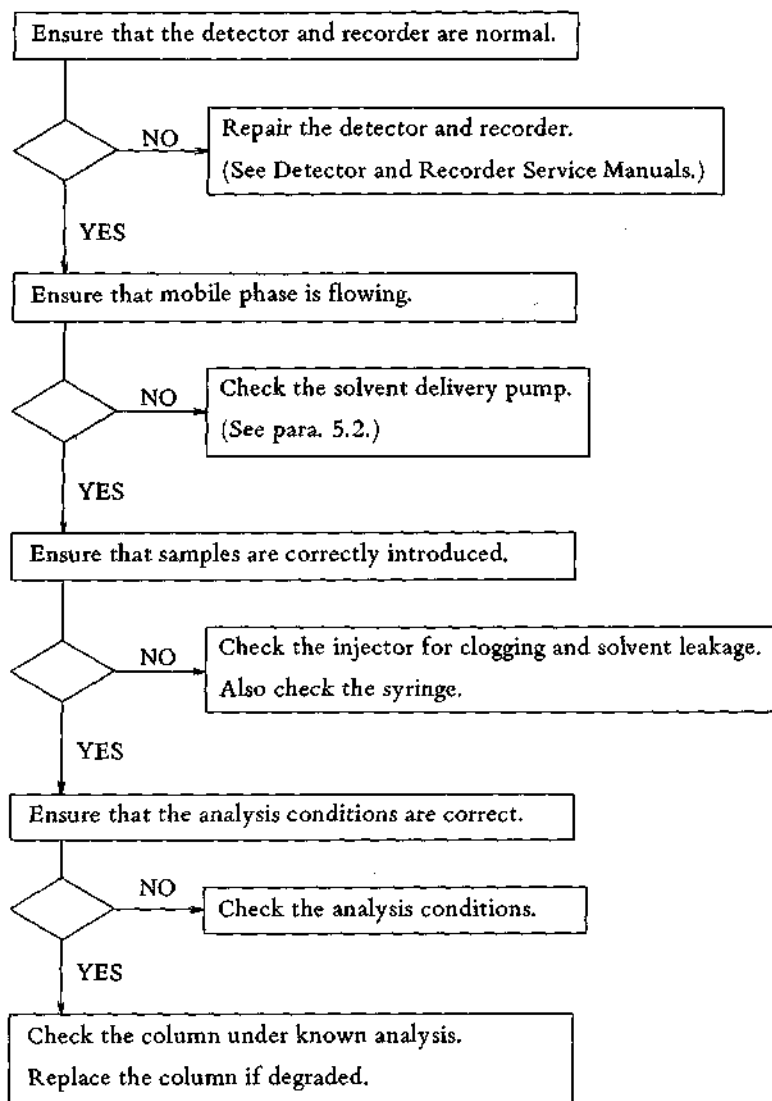 Ensure that the detector and recorder are normal.
NO
Repair the detector and recorder.
(See Detector and Recorder Service Manuals.)
YES
Ensure that mobile phase is flowing.
NO
Check the solvent delivery pump.
(See para. 5.2.)
YES
Ensure that samples are correctly introduced.
NO
Check the injector for clogging and solvent leakage.
Also check the syringe.
YES
Ensure that the analysis conditions are correct.
NO
Check the analysis conditions.
YES
Check the column under known analysis.
Replace the column if degraded.